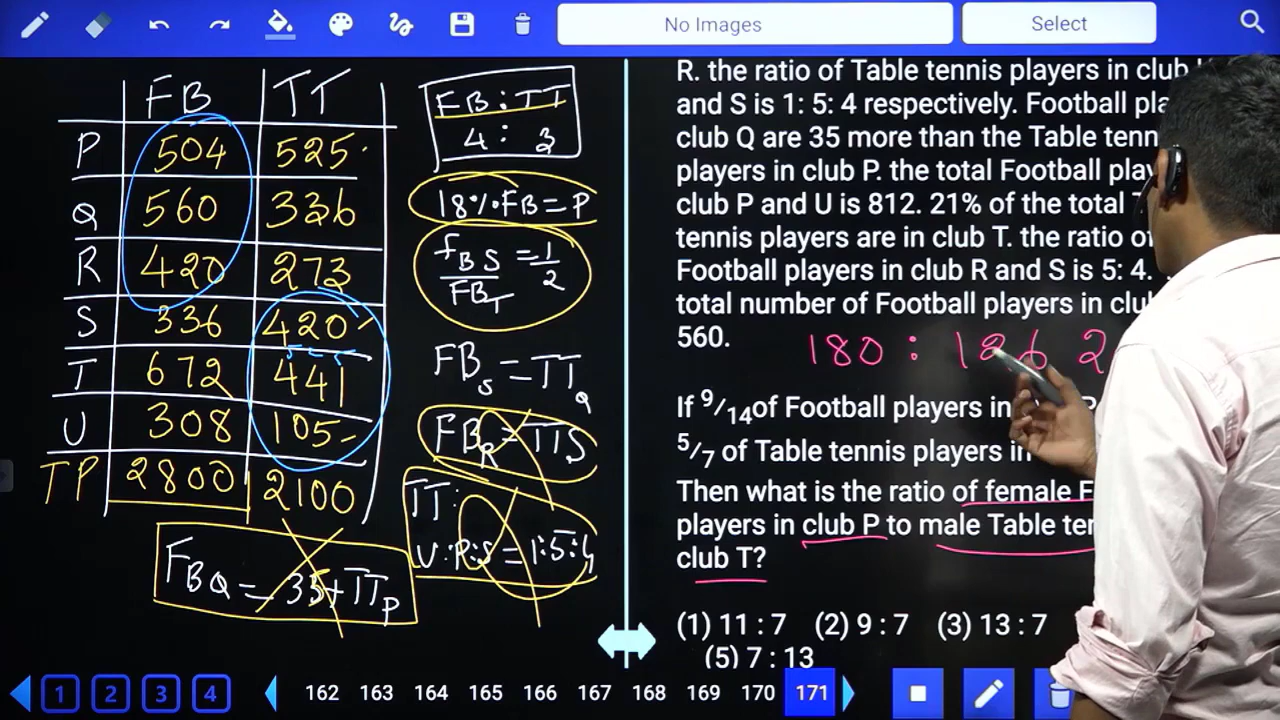 No Images
Select
FB TT
P 504 525
Q 560 336
R 420 273
S 336 420
T 672 441
U 308 105
TP 2800 2100
FBQ = 35+TTP
FB:TT
4 : 3
18% FB = P
fBS/FBT = 1/2
FBS = TTQ
FBR = TTS
TT:
U:P:S = 1:5:4
R. the ratio of Table tennis players in club
and S is 1: 5: 4 respectively. Football
club Q are 35 more than the Table
players in club P. the total Football
club P and U is 812. 21% of the total
tennis players are in club T. the ratio of
Football players in club R and S is 5: 4.
total number of Football players in
560.
180 : 126 2
If 9/14of Football players in
5/7 of Table tennis players in
Then what is the ratio of female
players in club P to male Table
club T?
(1) 11 : 7 (2) 9 : 7 (3) 13 : 7
(5) 7 : 13
1 2 3 4 162 163 164 165 166 167 168 169 170 171